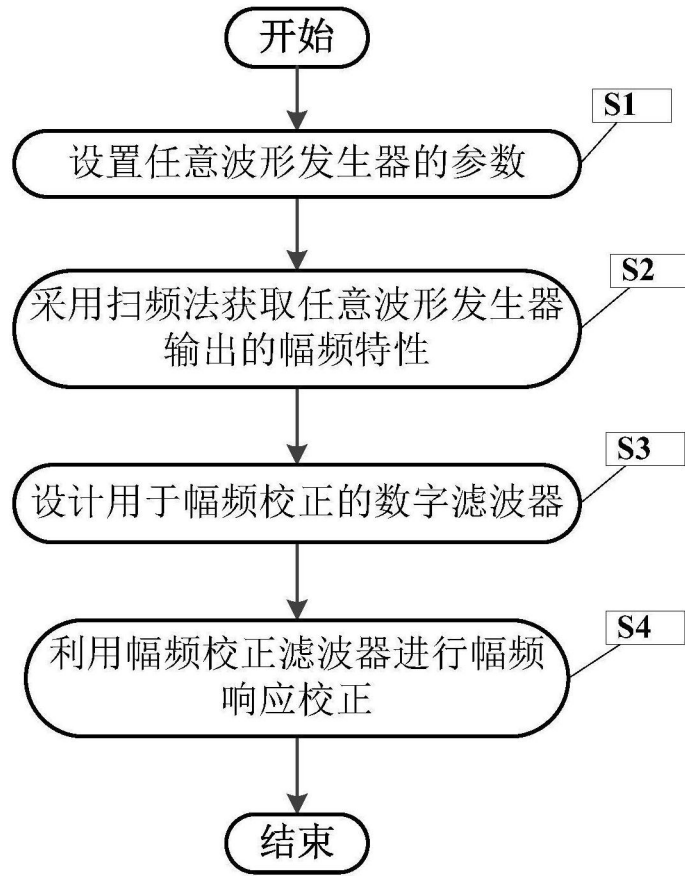 开始
S1
设置任意波形发生器的参数
S2
采用扫频法获取任意波形发生器
输出的幅频特性
S3
设计用于幅频校正的数字滤波器
S4
利用幅频校正滤波器进行幅频
响应校正
结束